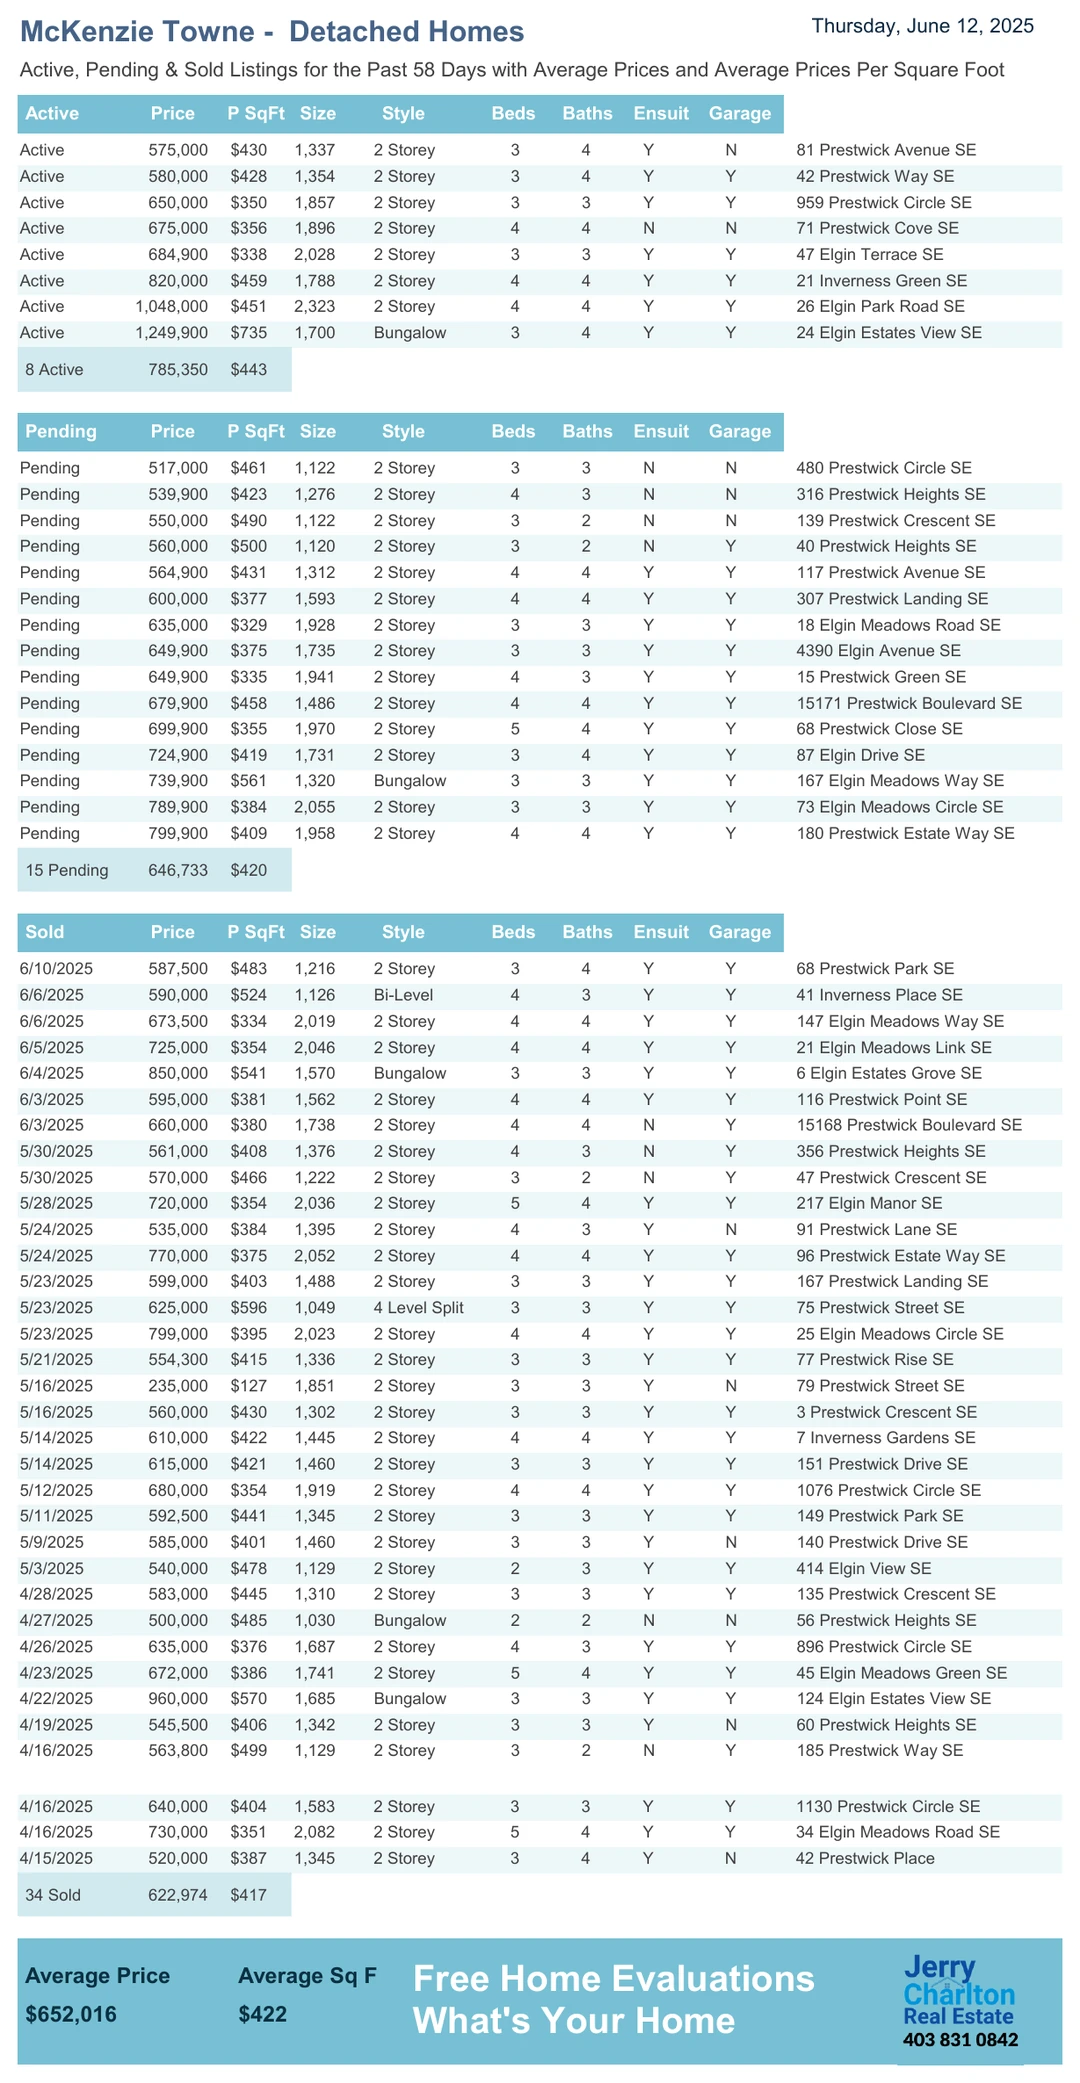 McKenzie Towne - Detached Homes
Thursday, June 12, 2025
Active, Pending & Sold Listings for the Past 58 Days with Average Prices and Average Prices Per Square Foot
Active Price P SqFt Size Style Beds Baths Ensuit Garage
Active 575,000 $430 1,337 2 Storey 3 4 Y N 81 Prestwick Avenue SE
Active 580,000 $428 1,354 2 Storey 3 4 Y Y 42 Prestwick Way SE
Active 650,000 $350 1,857 2 Storey 3 3 Y Y 959 Prestwick Circle SE
Active 675,000 $356 1,896 2 Storey 4 4 N N 71 Prestwick Cove SE
Active 684,900 $338 2,028 2 Storey 3 3 Y Y 47 Elgin Terrace SE
Active 820,000 $459 1,788 2 Storey 4 4 Y Y 21 Inverness Green SE
Active 1,048,000 $451 2,323 2 Storey 4 4 Y Y 26 Elgin Park Road SE
Active 1,249,900 $735 1,700 Bungalow 3 4 Y Y 24 Elgin Estates View SE
8 Active 785,350 $443
Pending Price P SqFt Size Style Beds Baths Ensuit Garage
Pending 517,000 $461 1,122 2 Storey 3 3 N N 480 Prestwick Circle SE
Pending 539,900 $423 1,276 2 Storey 4 3 N N 316 Prestwick Heights SE
Pending 550,000 $490 1,122 2 Storey 3 2 N N 139 Prestwick Crescent SE
Pending 560,000 $500 1,120 2 Storey 3 2 N Y 40 Prestwick Heights SE
Pending 564,900 $431 1,312 2 Storey 4 4 Y Y 117 Prestwick Avenue SE
Pending 600,000 $377 1,593 2 Storey 4 4 Y Y 307 Prestwick Landing SE
Pending 635,000 $329 1,928 2 Storey 3 3 Y Y 18 Elgin Meadows Road SE
Pending 649,900 $375 1,735 2 Storey 3 3 Y Y 4390 Elgin Avenue SE
Pending 649,900 $335 1,941 2 Storey 4 3 Y Y 15 Prestwick Green SE
Pending 679,900 $458 1,486 2 Storey 4 4 Y Y 15171 Prestwick Boulevard SE
Pending 699,900 $355 1,970 2 Storey 5 4 Y Y 68 Prestwick Close SE
Pending 724,900 $419 1,731 2 Storey 3 4 Y Y 87 Elgin Drive SE
Pending 739,900 $561 1,320 Bungalow 3 3 Y Y 167 Elgin Meadows Way SE
Pending 789,900 $384 2,055 2 Storey 3 3 Y Y 73 Elgin Meadows Circle SE
Pending 799,900 $409 1,958 2 Storey 4 4 Y Y 180 Prestwick Estate Way SE
15 Pending 646,733 $420
Sold Price P SqFt Size Style Beds Baths Ensuit Garage
6/10/2025 587,500 $483 1,216 2 Storey 3 4 Y Y 68 Prestwick Park SE
6/6/2025 590,000 $524 1,126 Bi-Level 4 3 Y Y 41 Inverness Place SE
6/6/2025 673,500 $334 2,019 2 Storey 4 4 Y Y 147 Elgin Meadows Way SE
6/5/2025 725,000 $354 2,046 2 Storey 4 4 Y Y 21 Elgin Meadows Link SE
6/4/2025 850,000 $541 1,570 Bungalow 3 3 Y Y 6 Elgin Estates Grove SE
6/3/2025 595,000 $381 1,562 2 Storey 4 4 Y Y 116 Prestwick Point SE
6/3/2025 660,000 $380 1,738 2 Storey 4 4 N Y 15168 Prestwick Boulevard SE
5/30/2025 561,000 $408 1,376 2 Storey 4 3 N Y 356 Prestwick Heights SE
5/30/2025 570,000 $466 1,222 2 Storey 3 2 N Y 47 Prestwick Crescent SE
5/28/2025 720,000 $354 2,036 2 Storey 5 4 Y Y 217 Elgin Manor SE
5/24/2025 535,000 $384 1,395 2 Storey 4 3 Y N 91 Prestwick Lane SE
5/24/2025 770,000 $375 2,052 2 Storey 4 4 Y Y 96 Prestwick Estate Way SE
5/23/2025 599,000 $403 1,488 2 Storey 3 3 Y Y 167 Prestwick Landing SE
5/23/2025 625,000 $596 1,049 4 Level Split 3 3 Y Y 75 Prestwick Street SE
5/23/2025 799,000 $395 2,023 2 Storey 4 4 Y Y 25 Elgin Meadows Circle SE
5/21/2025 554,300 $415 1,336 2 Storey 3 3 Y Y 77 Prestwick Rise SE
5/16/2025 235,000 $127 1,851 2 Storey 3 3 Y N 79 Prestwick Street SE
5/16/2025 560,000 $430 1,302 2 Storey 3 3 Y Y 3 Prestwick Crescent SE
5/14/2025 610,000 $422 1,445 2 Storey 4 4 Y Y 7 Inverness Gardens SE
5/14/2025 615,000 $421 1,460 2 Storey 3 3 Y Y 151 Prestwick Drive SE
5/12/2025 680,000 $354 1,919 2 Storey 4 4 Y Y 1076 Prestwick Circle SE
5/11/2025 592,500 $441 1,345 2 Storey 3 3 Y Y 149 Prestwick Park SE
5/9/2025 585,000 $401 1,460 2 Storey 3 3 Y N 140 Prestwick Drive SE
5/3/2025 540,000 $478 1,129 2 Storey 2 3 Y Y 414 Elgin View SE
4/28/2025 583,000 $445 1,310 2 Storey 3 3 Y Y 135 Prestwick Crescent SE
4/27/2025 500,000 $485 1,030 Bungalow 2 2 N N 56 Prestwick Heights SE
4/26/2025 635,000 $376 1,687 2 Storey 4 3 Y Y 896 Prestwick Circle SE
4/23/2025 672,000 $386 1,741 2 Storey 5 4 Y Y 45 Elgin Meadows Green SE
4/22/2025 960,000 $570 1,685 Bungalow 3 3 Y Y 124 Elgin Estates View SE
4/19/2025 545,500 $406 1,342 2 Storey 3 3 Y N 60 Prestwick Heights SE
4/16/2025 563,800 $499 1,129 2 Storey 3 2 N Y 185 Prestwick Way SE
4/16/2025 640,000 $404 1,583 2 Storey 3 3 Y Y 1130 Prestwick Circle SE
4/16/2025 730,000 $351 2,082 2 Storey 5 4 Y Y 34 Elgin Meadows Road SE
4/15/2025 520,000 $387 1,345 2 Storey 3 4 Y N 42 Prestwick Place
34 Sold 622,974 $417
Average Price Average Sq F
$652,016 $422
Free Home Evaluations
What's Your Home
Jerry
Charlton
Real Estate
403 831 0842